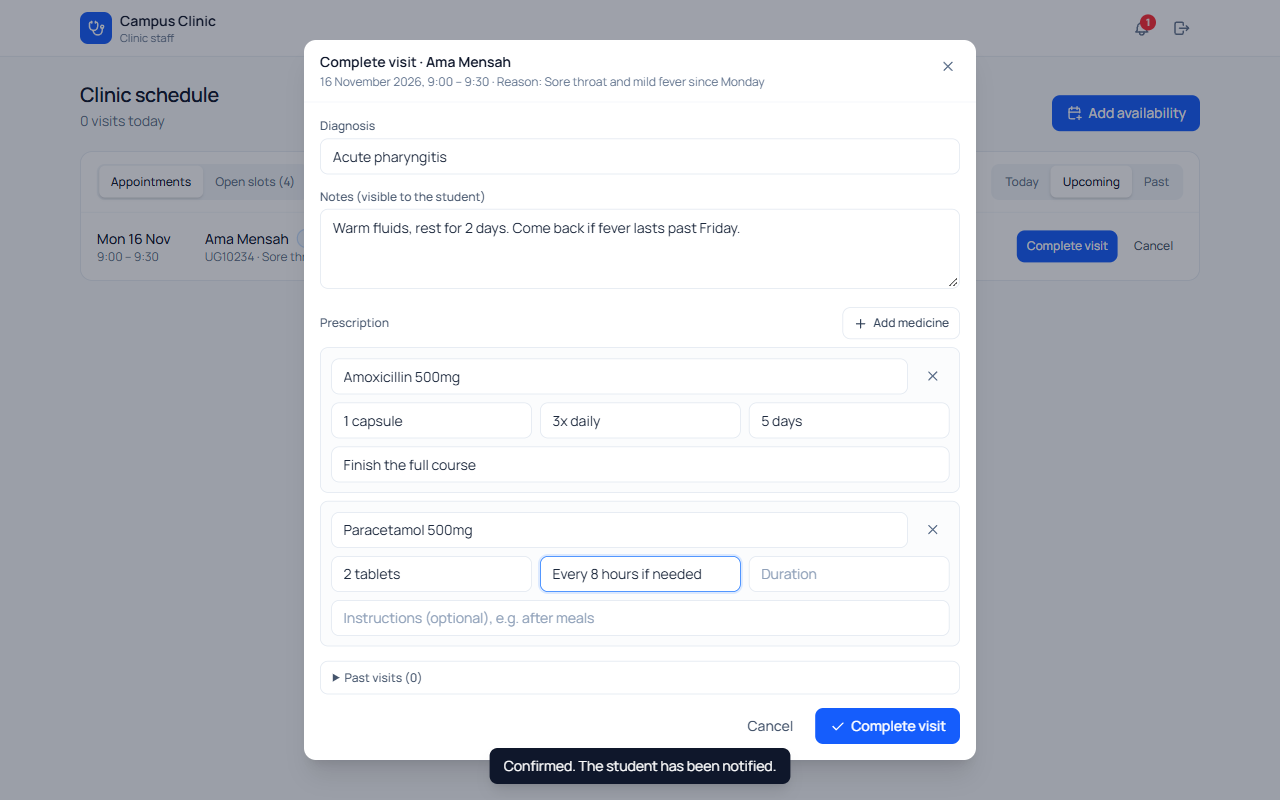 Campus Clinic
Clinic staff
1
Clinic schedule
0 visits today
Add availability
Appointments
Open slots (4)
Today
Upcoming
Past
Mon 16 Nov
9:00 – 9:30
Ama Mensah
UG10234 · Sore
Complete visit
Cancel
Complete visit · Ama Mensah
16 November 2026, 9:00 – 9:30 · Reason: Sore throat and mild fever since Monday
Diagnosis
Acute pharyngitis
Notes (visible to the student)
Warm fluids, rest for 2 days. Come back if fever lasts past Friday.
Prescription
Add medicine
Amoxicillin 500mg
1 capsule
3x daily
5 days
Finish the full course
Paracetamol 500mg
2 tablets
Every 8 hours if needed
Duration
Instructions (optional), e.g. after meals
Past visits (0)
Cancel
Complete visit
Confirmed. The student has been notified.